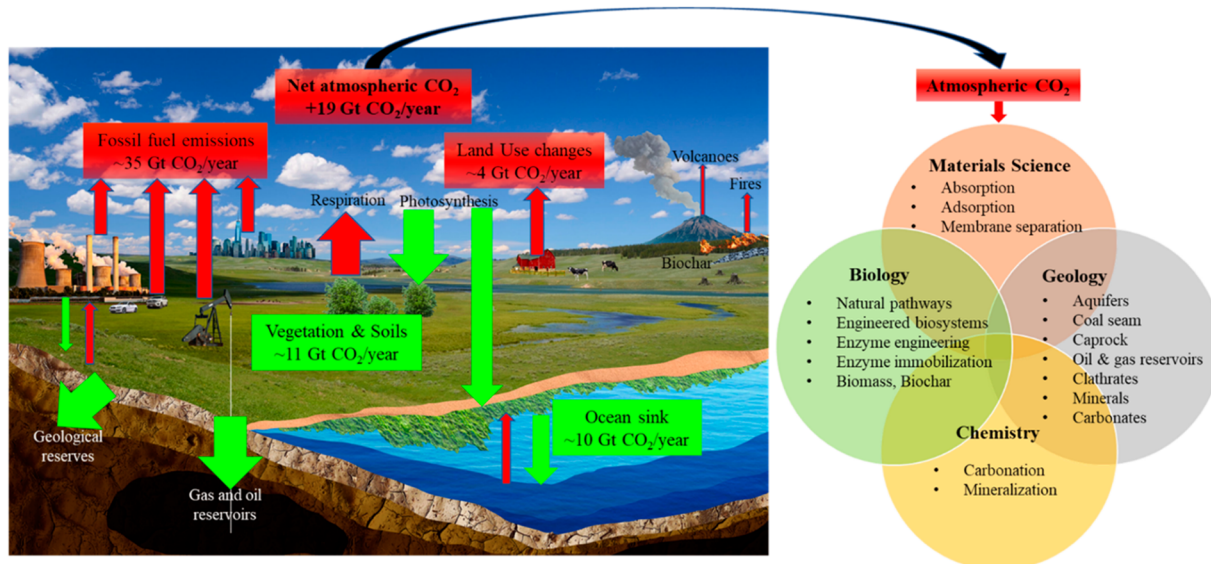 Net atmospheric CO₂
+19 Gt CO₂/year
Fossil fuel emissions
~35 Gt CO₂/year
Land Use changes
~4 Gt CO₂/year
Volcanoes
Fires
Respiration
Photosynthesis
Biochar
Vegetation & Soils
~11 Gt CO₂/year
Ocean sink
~10 Gt CO₂/year
Geological
reserves
Gas and oil
reservoirs
Atmospheric CO₂
Materials Science
• Absorption
• Adsorption
• Membrane separation
Biology
• Natural pathways
• Engineered biosystems
• Enzyme engineering
• Enzyme immobilization
• Biomass, Biochar
Geology
• Aquifers
• Coal seam
• Caprock
• Oil & gas reservoirs
• Clathrates
• Minerals
• Carbonates
Chemistry
• Carbonation
• Mineralization